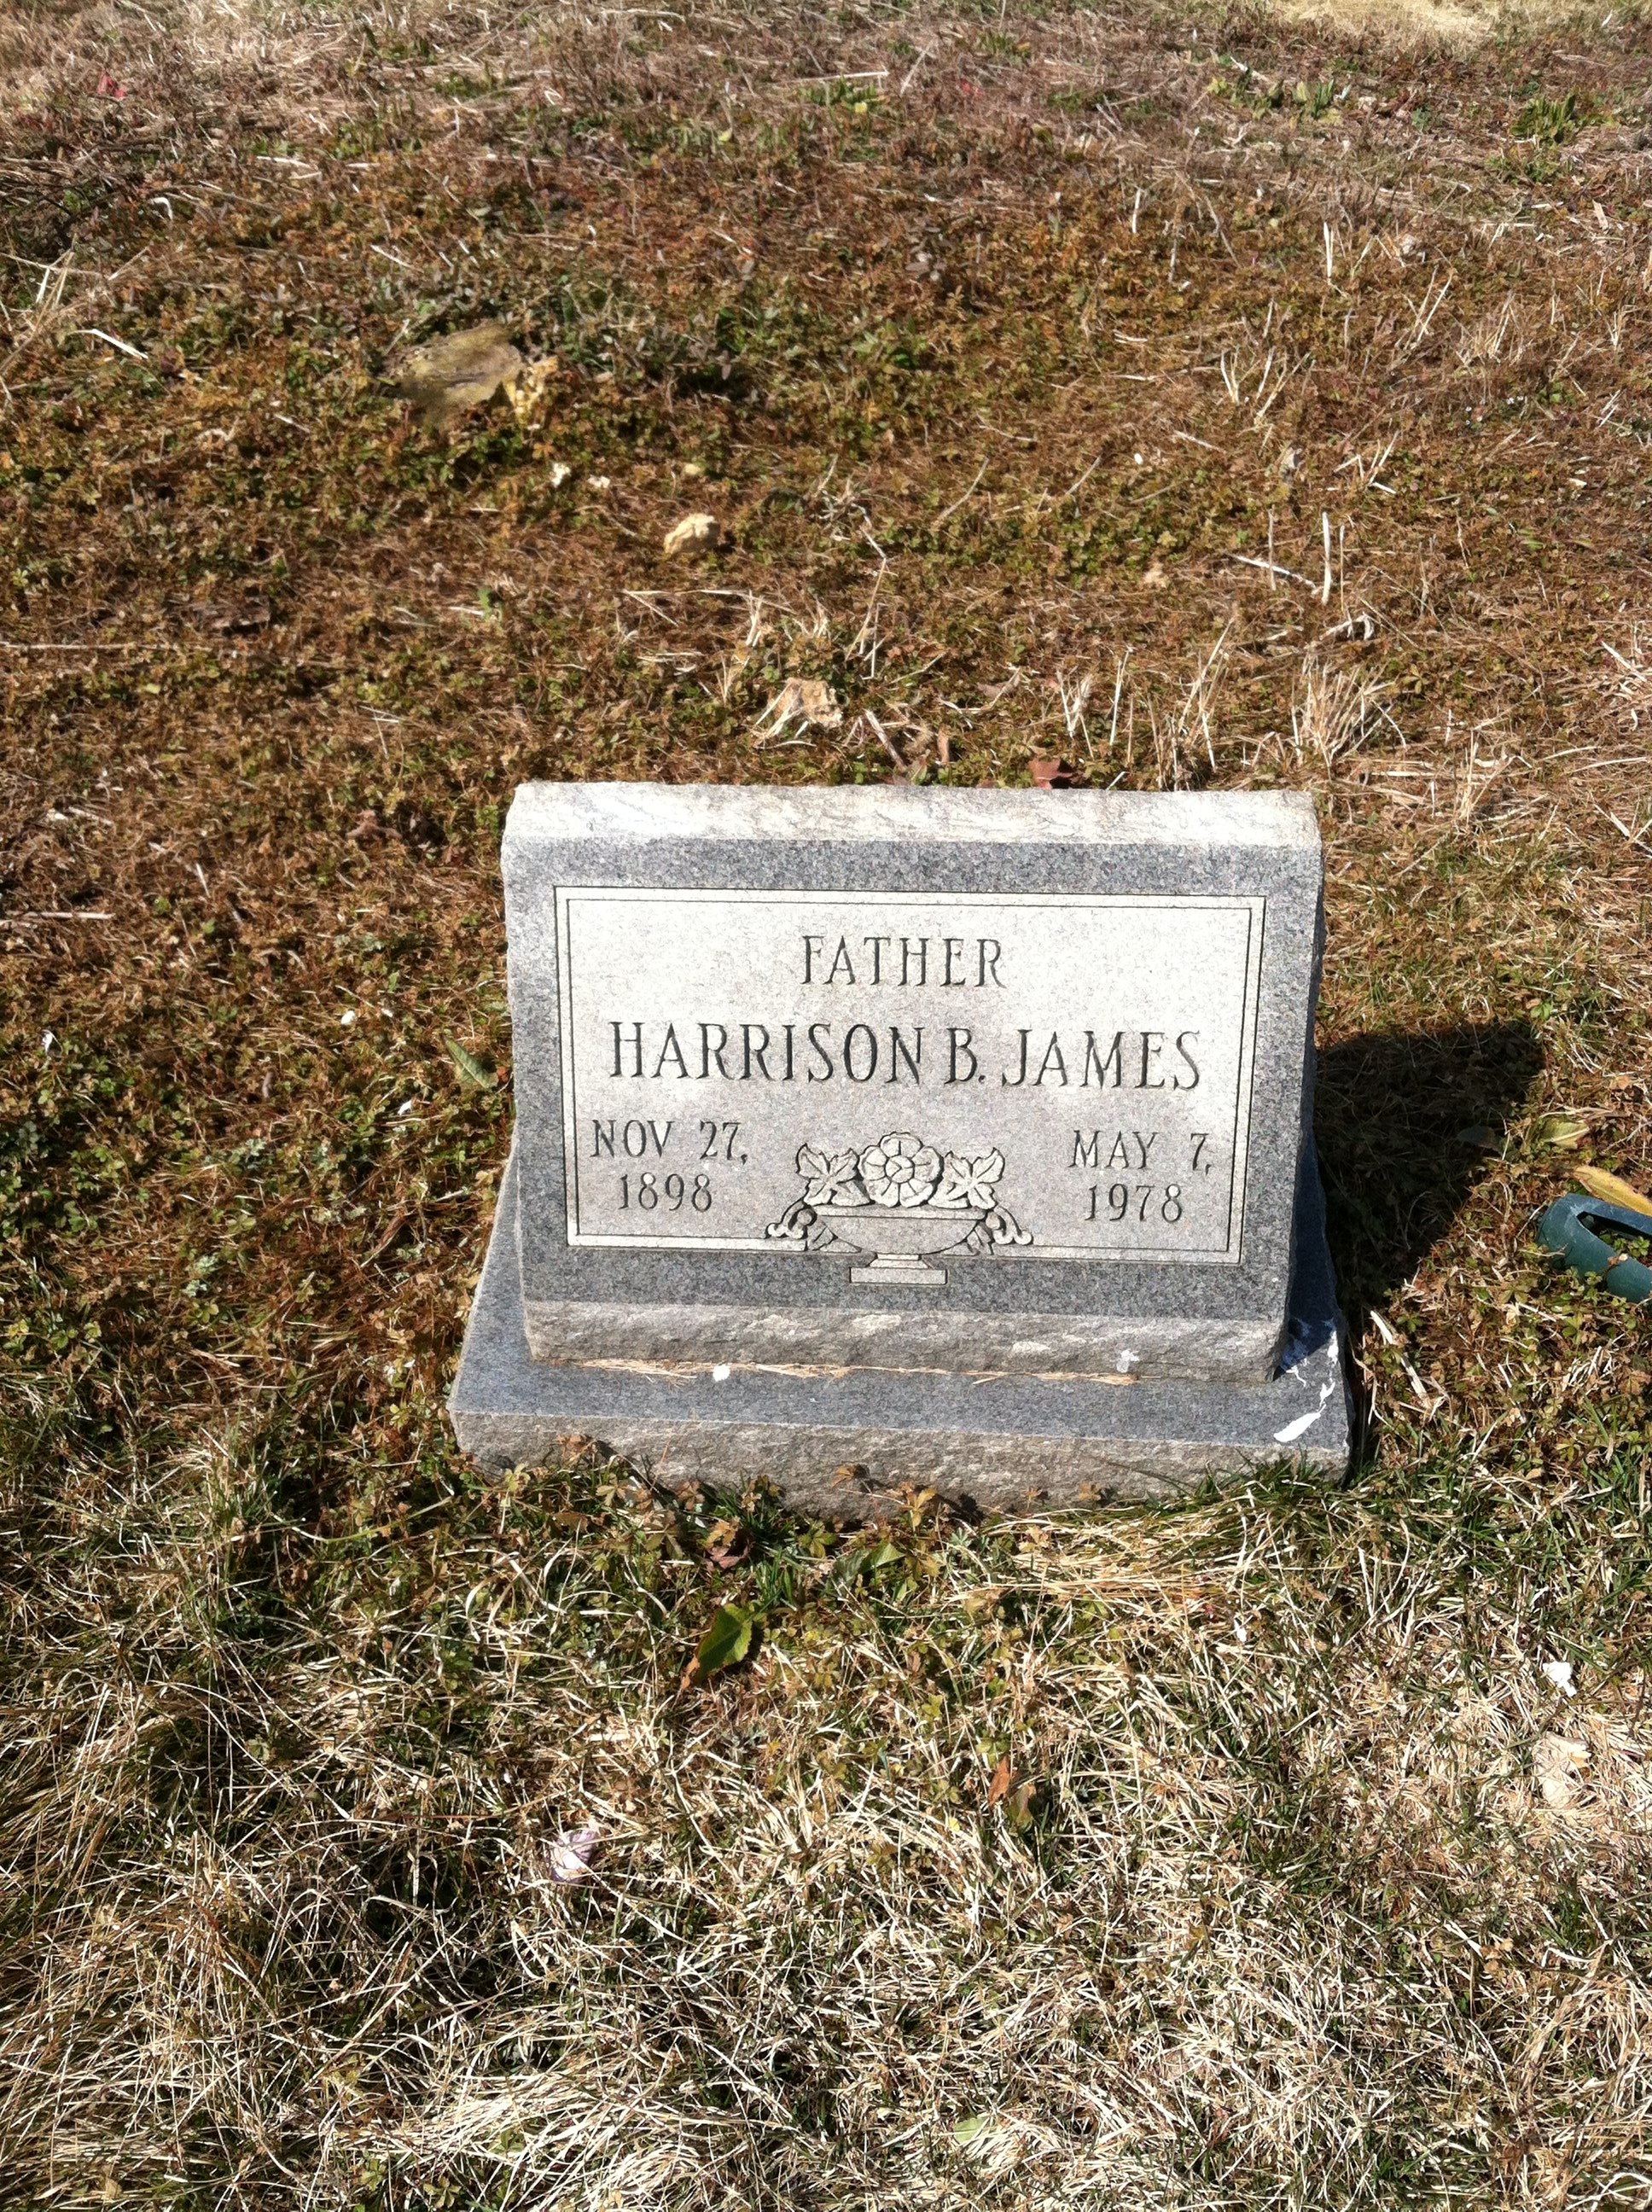 FATHER
HARRISON B. JAMES
NOV 27, MAY 7,
1898 1978